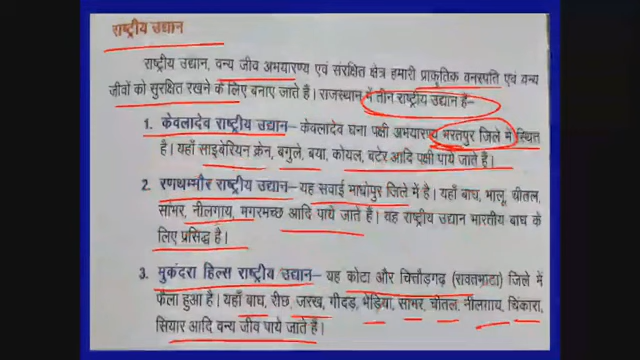 राष्ट्रीय उद्यान
राष्ट्रीय उद्यान, वन्य जीव अभयारण्य एवं संरक्षित क्षेत्र हमारी प्राकृतिक वनस्पति एवं वन्य
जीवों को सुरक्षित रखने के लिए बनाए जाते हैं। राजस्थान में तीन राष्ट्रीय उद्यान है-
1. केवलादेव राष्ट्रीय उद्यान- केवलादेव घना पक्षी अभयारण्य भरतपुर जिले में स्थित
है। यहाँ साइबेरियन क्रेन, बगुले, बया, कोयल, बटेर आदि पक्षी पाये जाते हैं।
2. रणथम्भौर राष्ट्रीय उद्यान- यह सवाई माधोपुर जिले में है। यहाँ बाघ, भालू, चीतल,
सांभर, नीलगाय, मगरमच्छ आदि पाये जाते हैं। यह राष्ट्रीय उद्यान भारतीय बाघ के
लिए प्रसिद्ध है।
3. मुकंदरा हिल्स राष्ट्रीय उद्यान- यह कोटा और चित्तौड़गढ़ (रावतभाटा) जिले में
फैला हुआ है। यहाँ बाघ, रीछ, जरख, गीदड़, भेड़िया, सांभर, चीतल, नीलगाय, चिंकारा,
सियार आदि वन्य जीव पाये जाते हैं।